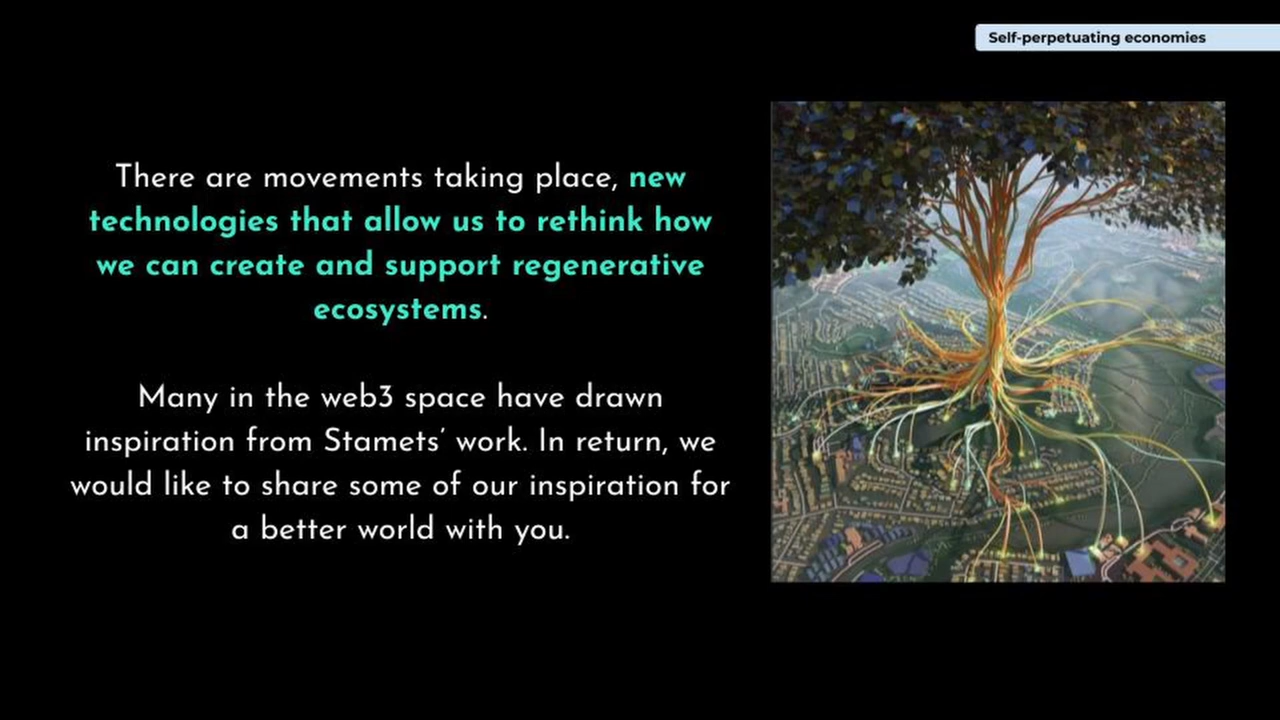 Self-perpetuating economies
There are movements taking place, new
technologies that allow us to rethink how
we can create and support regenerative
ecosystems.
Many in the web3 space have drawn
inspiration from Stamets’ work. In return, we
would like to share some of our inspiration for
a better world with you.